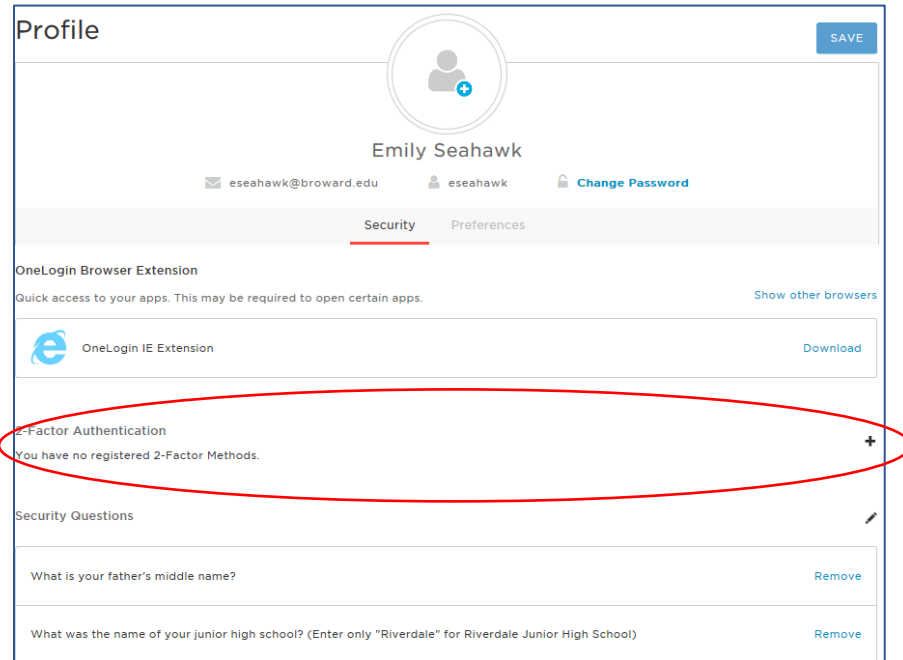 Profile
SAVE
Emily Seahawk
eseahawk@broward.edu eseahawk Change Password
Security Preferences
OneLogin Browser Extension
Quick access to your apps. This may be required to open certain apps. Show other browsers
OneLogin IE Extension Download
2-Factor Authentication
You have no registered 2-Factor Methods.
Security Questions
What is your father's middle name? Remove
What was the name of your junior high school? (Enter only "Riverdale" for Riverdale Junior High School) Remove